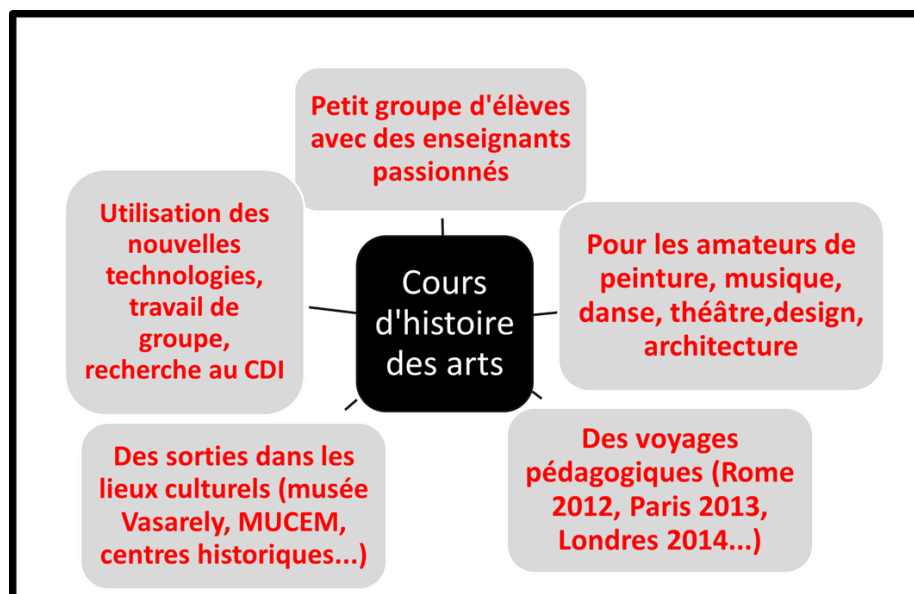 Petit groupe d'élèves
avec des enseignants
passionnés
Utilisation des
nouvelles
technologies,
travail de
groupe,
recherche au CDI
Cours
d'histoire
des arts
Pour les amateurs de
peinture, musique,
danse, théâtre,design,
architecture
Des sorties dans les
lieux culturels (musée
Vasarely, MUCEM,
centres historiques...)
Des voyages
pédagogiques (Rome
2012, Paris 2013,
Londres 2014...)